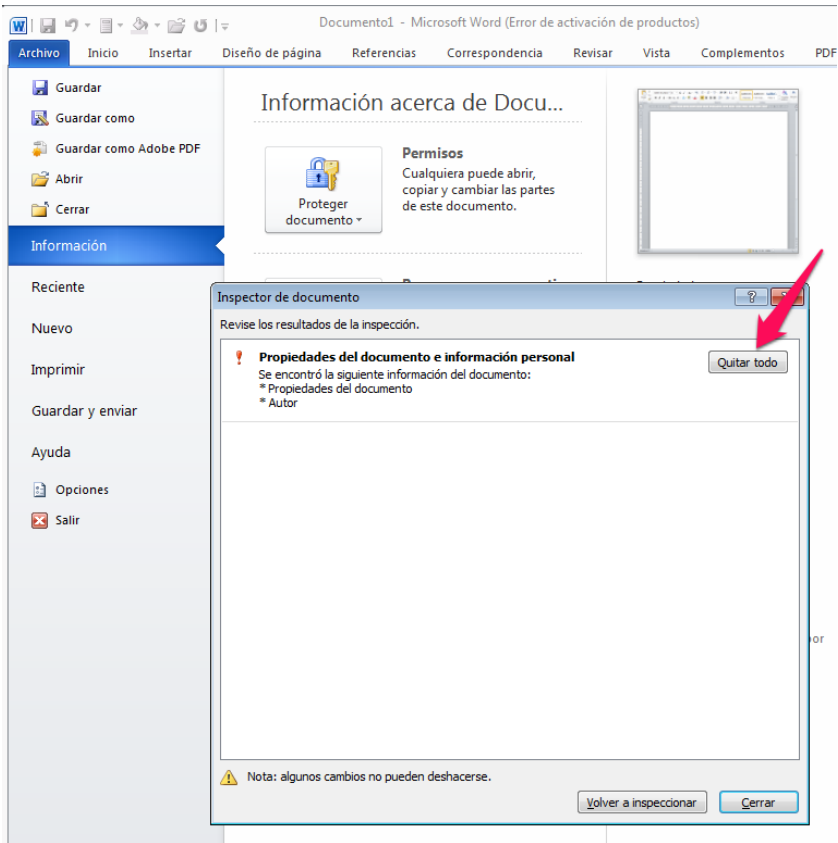 Documento1 - Microsoft Word (Error de activación de productos)
Archivo Inicio Insertar Diseño de página Referencias Correspondencia Revisar Vista Complementos PDF
Guardar
Guardar como
Guardar como Adobe PDF
Abrir
Cerrar
Información
Reciente
Nuevo
Imprimir
Guardar y enviar
Ayuda
Opciones
Salir
Información acerca de Docu...
Proteger
documento
Permisos
Cualquiera puede abrir,
copiar y cambiar las partes
de este documento.
Inspector de documento
Revise los resultados de la inspección.
Propiedades del documento e información personal
Se encontró la siguiente información del documento:
* Propiedades del documento
* Autor
Quitar todo
Nota: algunos cambios no pueden deshacerse.
Volver a inspeccionar
Cerrar